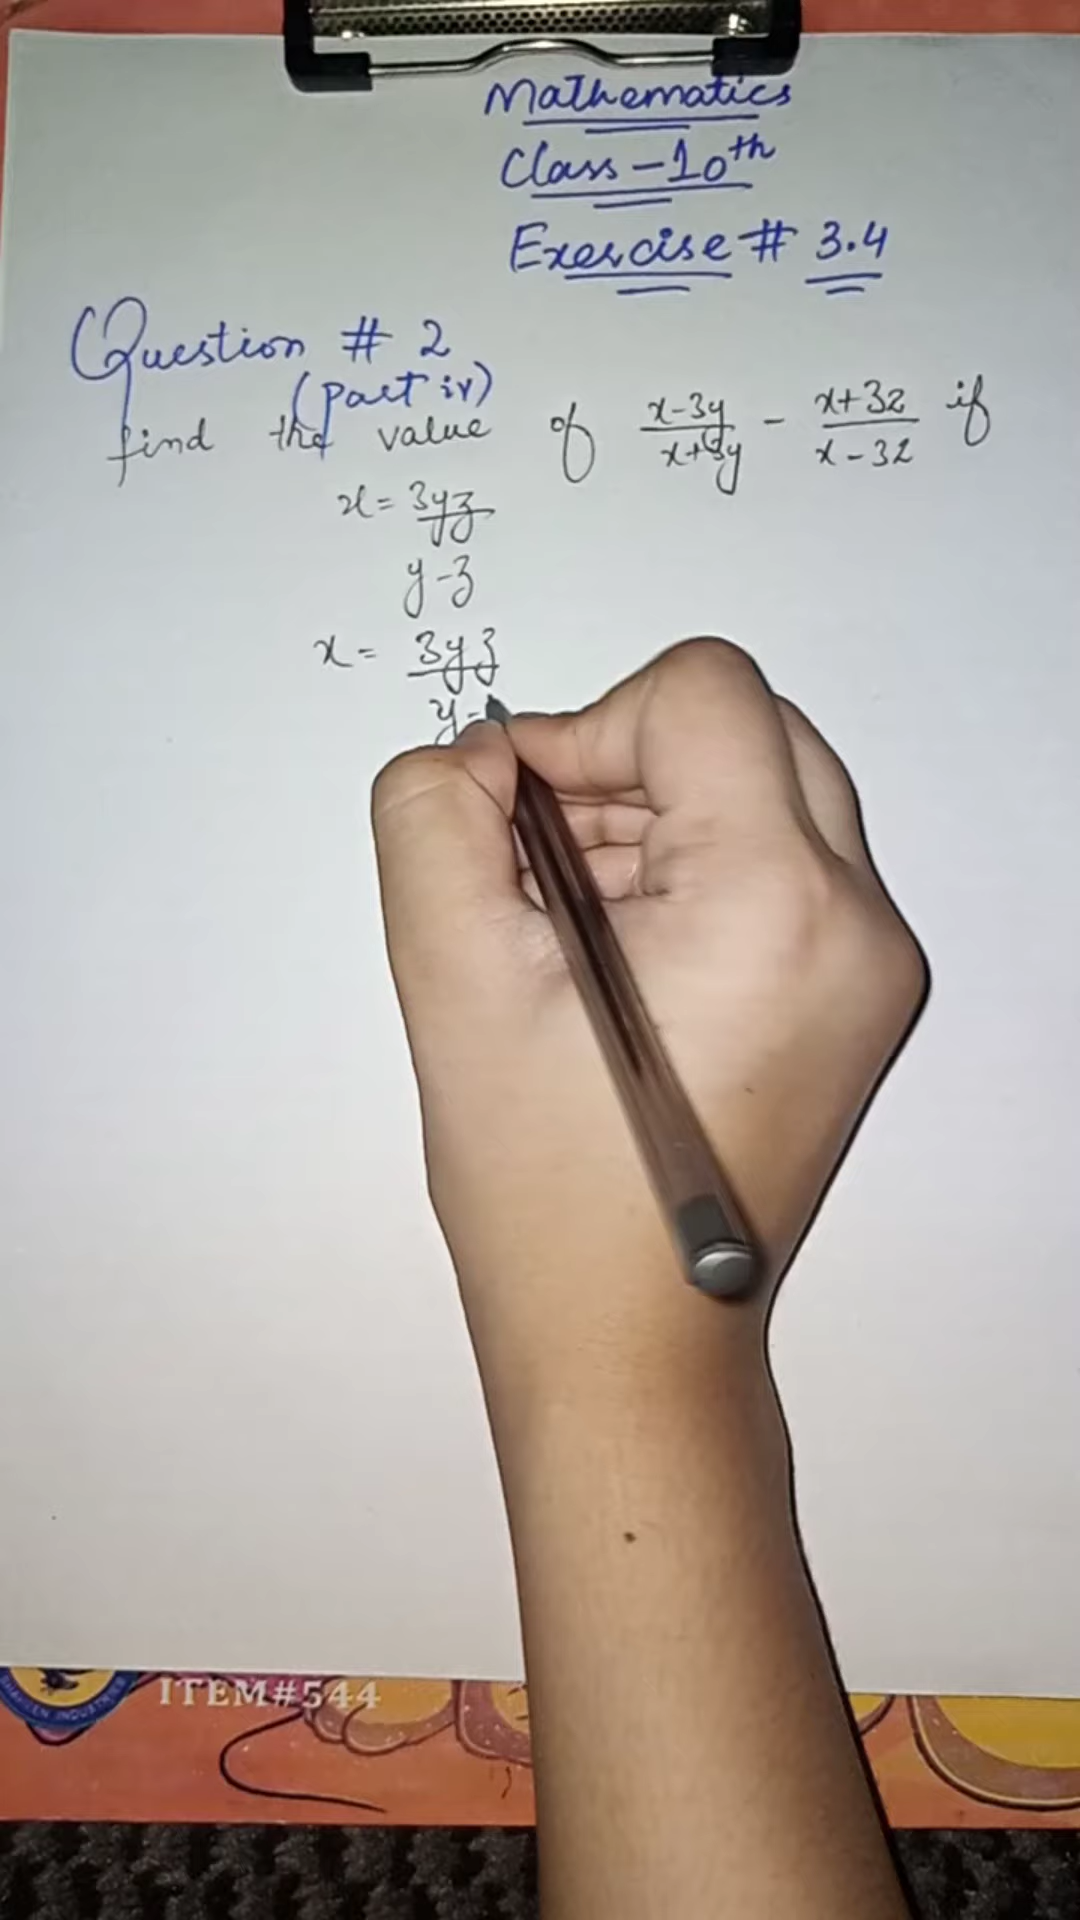 Mathematics
Class - 10th
Exercise # 3.4
Question # 2
(part iv)
find the value of x-3y/x+3y - x+3z/x-3z if
x = 3yz
y-z
x = 3yz
y-
ITEM#544